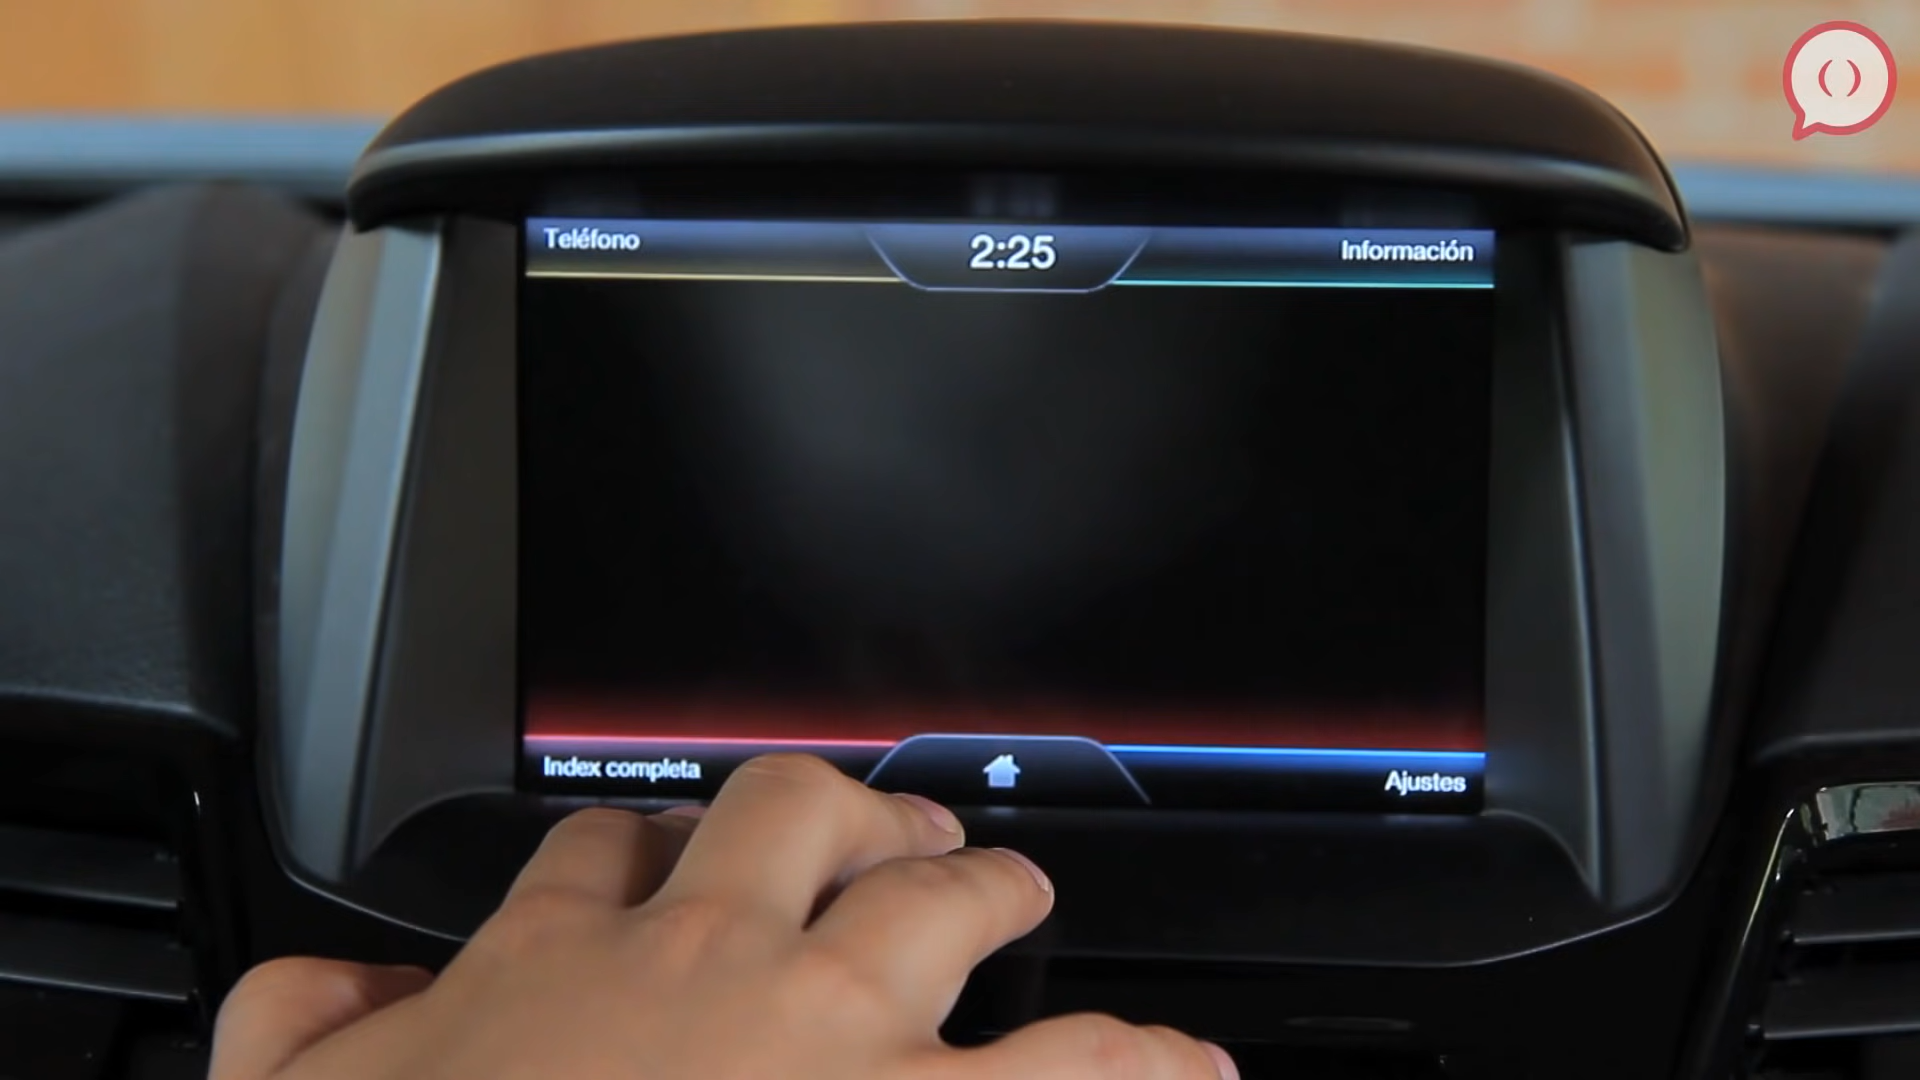 Teléfono
2:25
Información
Index completa
Ajustes